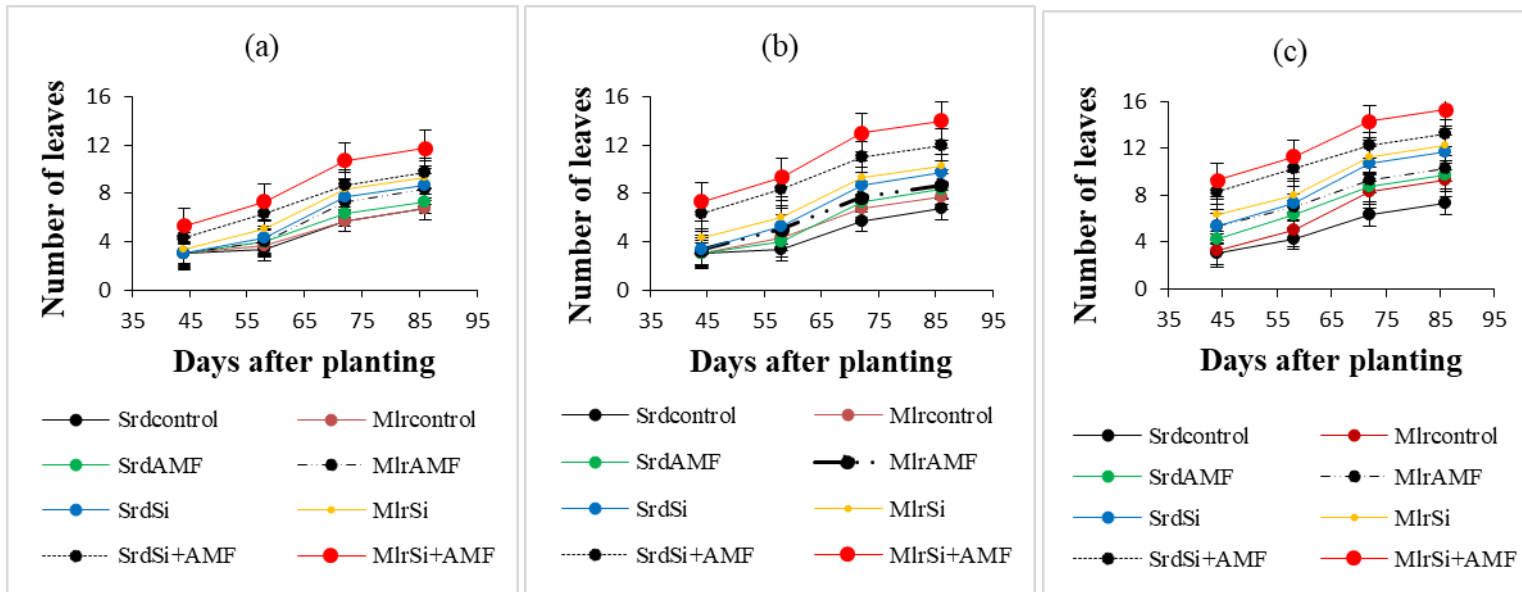 (a)
Number of leaves
16
12
8
4
0
35 45 55 65 75 85 95
Days after planting
Srdcontrol Mlrcontrol
SrdAMF MlrAMF
SrdSi MlrSi
SrdSi+AMF MlrSi+AMF
(b)
Number of leaves
16
12
8
4
0
35 45 55 65 75 85 95
Days after planting
Srdcontrol Mlrcontrol
SrdAMF MlrAMF
SrdSi MlrSi
SrdSi+AMF MlrSi+AMF
(c)
Number of leaves
16
12
8
4
0
35 45 55 65 75 85 95
Days after planting
Srdcontrol Mlrcontrol
SrdAMF MlrAMF
SrdSi MlrSi
SrdSi+AMF MlrSi+AMF